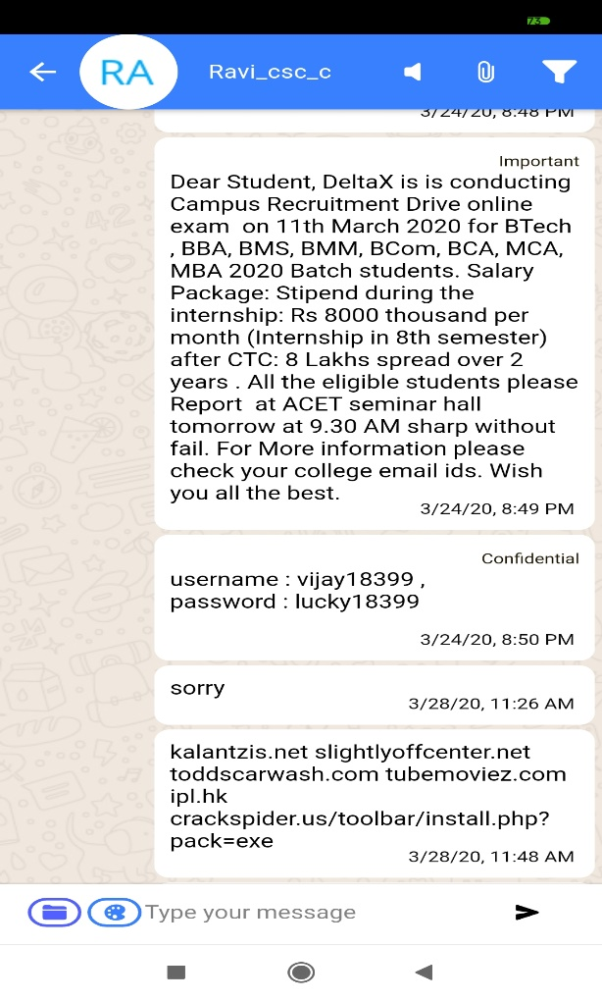 73
RA
Ravi_csc_c
3/24/20, 8:48 PM
Important
Dear Student, DeltaX is is conducting
Campus Recruitment Drive online
exam  on 11th March 2020 for BTech
, BBA, BMS, BMM, BCom, BCA, MCA,
MBA 2020 Batch students. Salary
Package: Stipend during the
internship: Rs 8000 thousand per
month (Internship in 8th semester)
after CTC: 8 Lakhs spread over 2
years . All the eligible students please
Report  at ACET seminar hall
tomorrow at 9.30 AM sharp without
fail. For More information please
check your college email ids. Wish
you all the best.
3/24/20, 8:49 PM
Confidential
username : vijay18399 ,
password : lucky18399
3/24/20, 8:50 PM
sorry
3/28/20, 11:26 AM
kalantzis.net slightlyoffcenter.net
toddscarwash.com tubemoviez.com
ipl.hk
crackspider.us/toolbar/install.php?
pack=exe
3/28/20, 11:48 AM
Type your message